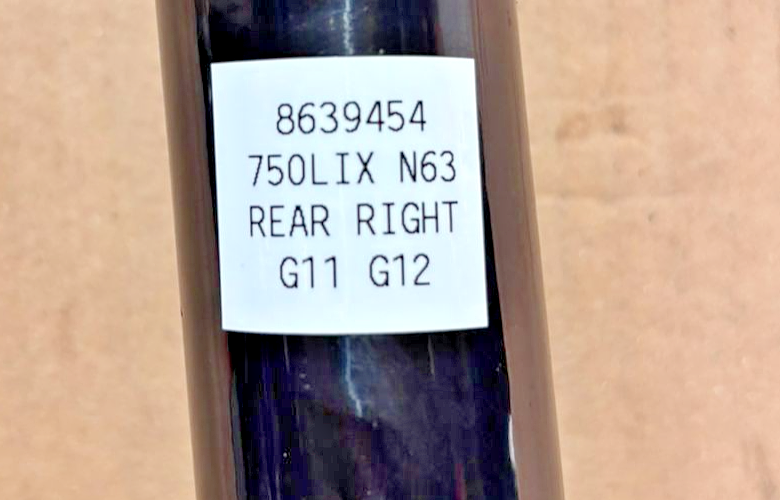 8639454
750LIX N63
REAR RIGHT
G11 G12